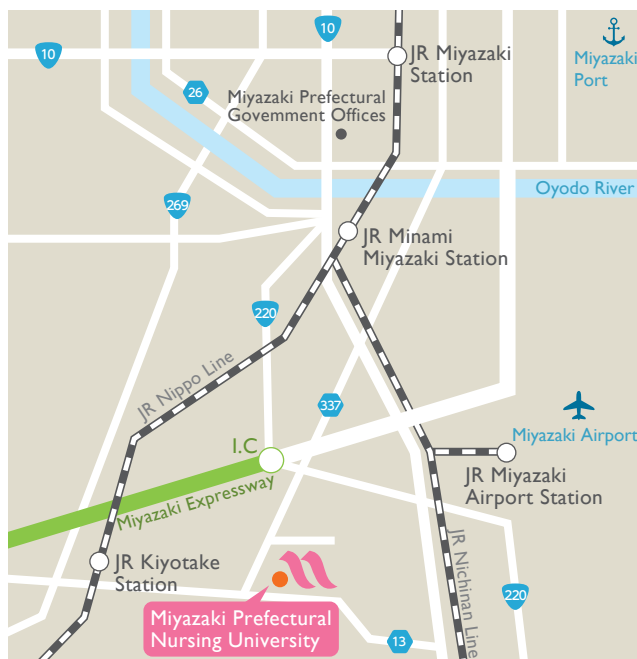 10
10
JR Miyazaki
Station
Miyazaki
Port
26
Miyazaki Prefectural
Govemment Offices
Oyodo River
269
JR Minami
Miyazaki Station
220
JR Nippo Line
337
Miyazaki Airport
I.C
JR Miyazaki
Airport Station
Miyazaki Expressway
JR Kiyotake
Station
JR Nichinan Line
220
Miyazaki Prefectural
Nursing University
13